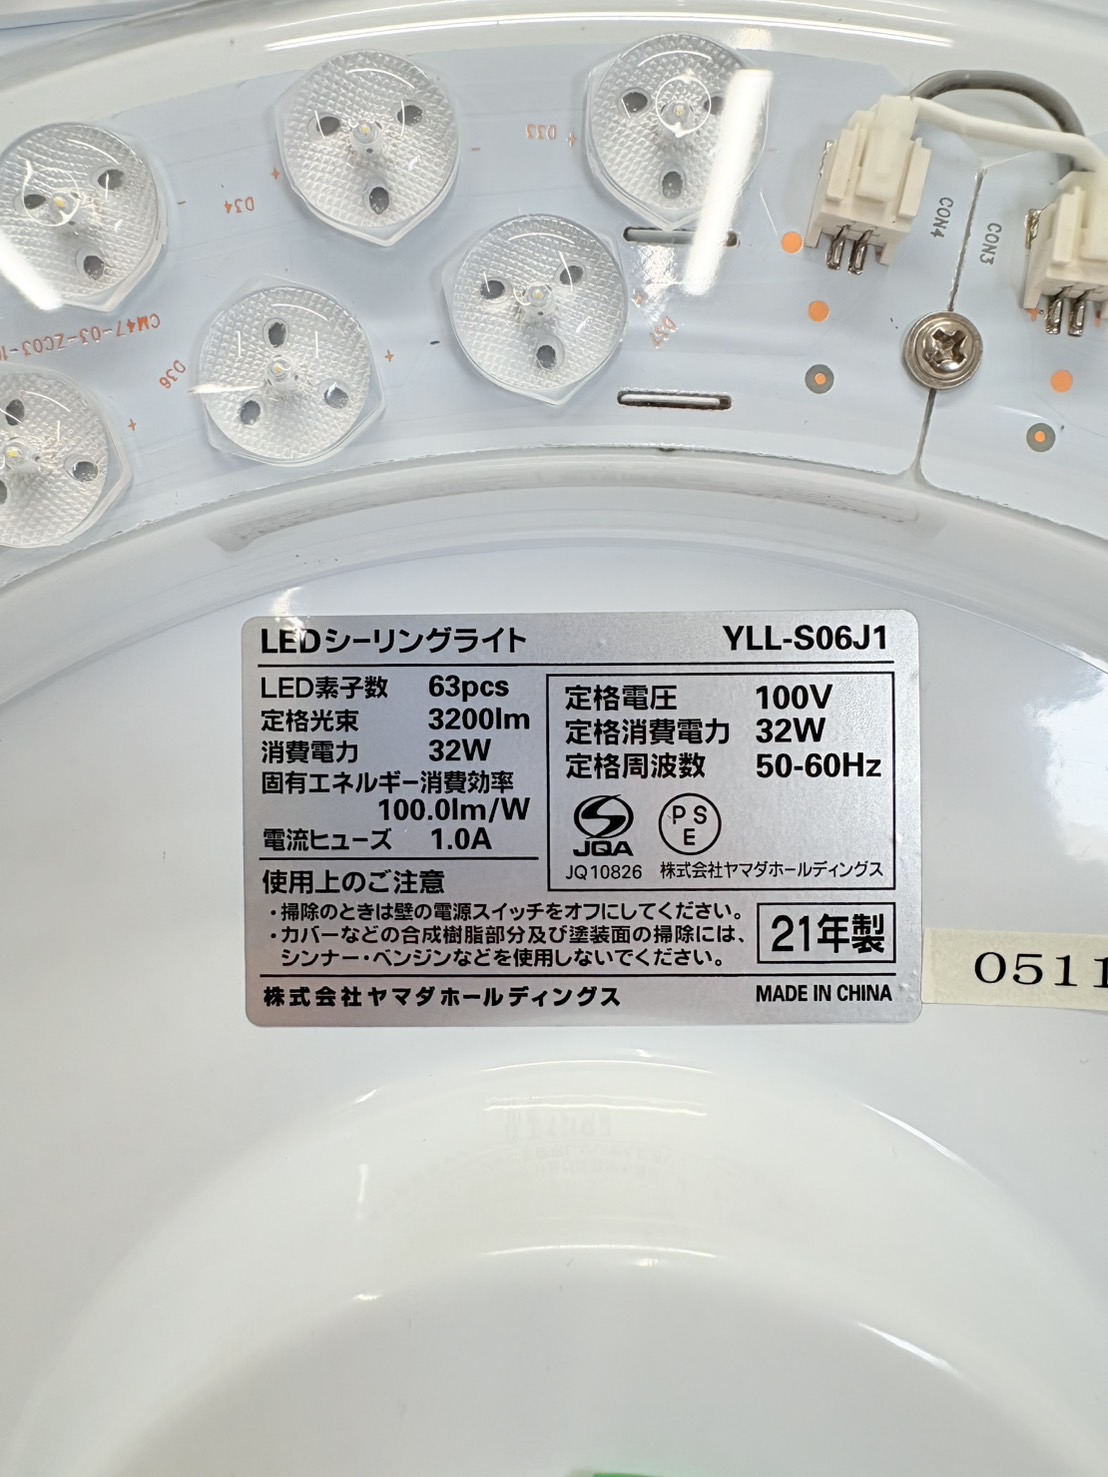 D33
D34
CON4
CON3
D37
CM47-03-ZC03-
D36
LEDシーリングライト YLL-S06J1
LED素子数 63pcs
定格光束 3200lm
消費電力 32W
固有エネルギー消費効率
100.0lm/W
電流ヒューズ 1.0A
定格電圧 100V
定格消費電力 32W
定格周波数 50-60Hz
JQA
PSE
JQ10826 株式会社ヤマダホールディングス
使用上のご注意
・掃除のときは壁の電源スイッチをオフにしてください。
・カバーなどの合成樹脂部分及び塗装面の掃除には、
シンナー・ベンジンなどを使用しないでください。
21年製
株式会社ヤマダホールディングス MADE IN CHINA
0511